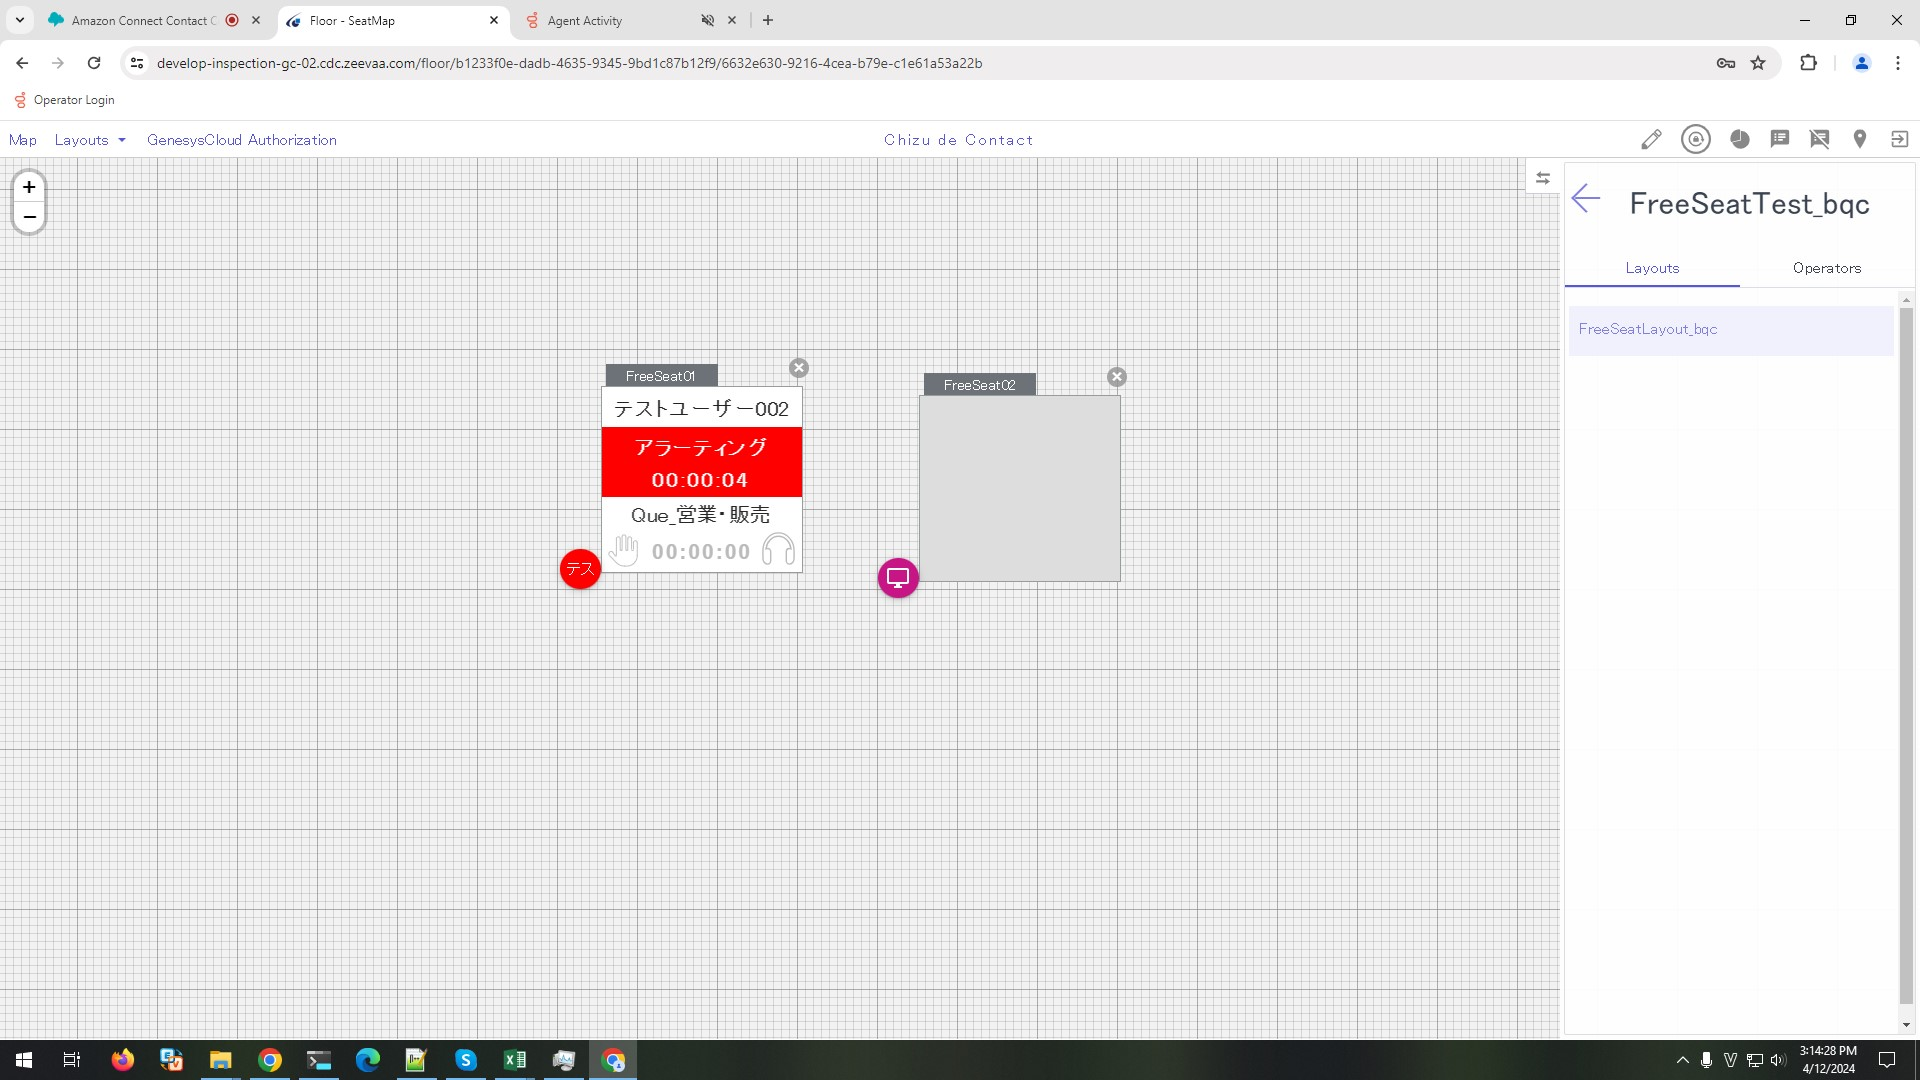 Amazon Connect Contact C
Floor - SeatMap
Agent Activity
develop-inspection-gc-02.cdc.zeevaa.com/floor/b1233f0e-dadb-4635-9345-9bd1c87b12f9/6632e630-9216-4cea-b79e-c1e61a53a22b
Operator Login
Map
Layouts
GenesysCloud Authorization
Chizu de Contact
+
−
FreeSeatTest_bqc
Layouts
Operators
FreeSeatLayout_bqc
FreeSeat01
テストユーザー002
アラーティング
00:00:04
Que_営業・販売
00:00:00
テス
FreeSeat02
3:14:28 PM
4/12/2024